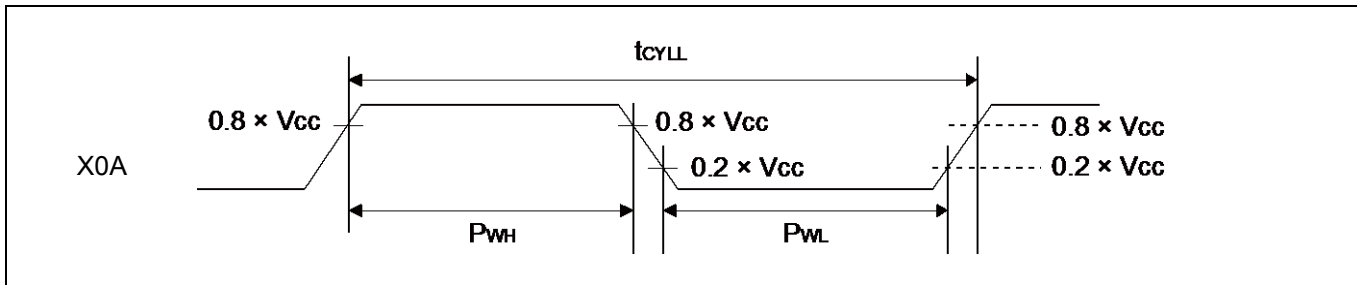 tCYLL
0.8 × Vcc
0.8 × Vcc
0.8 × Vcc
X0A
0.2 × Vcc
0.2 × Vcc
PWH
PWL